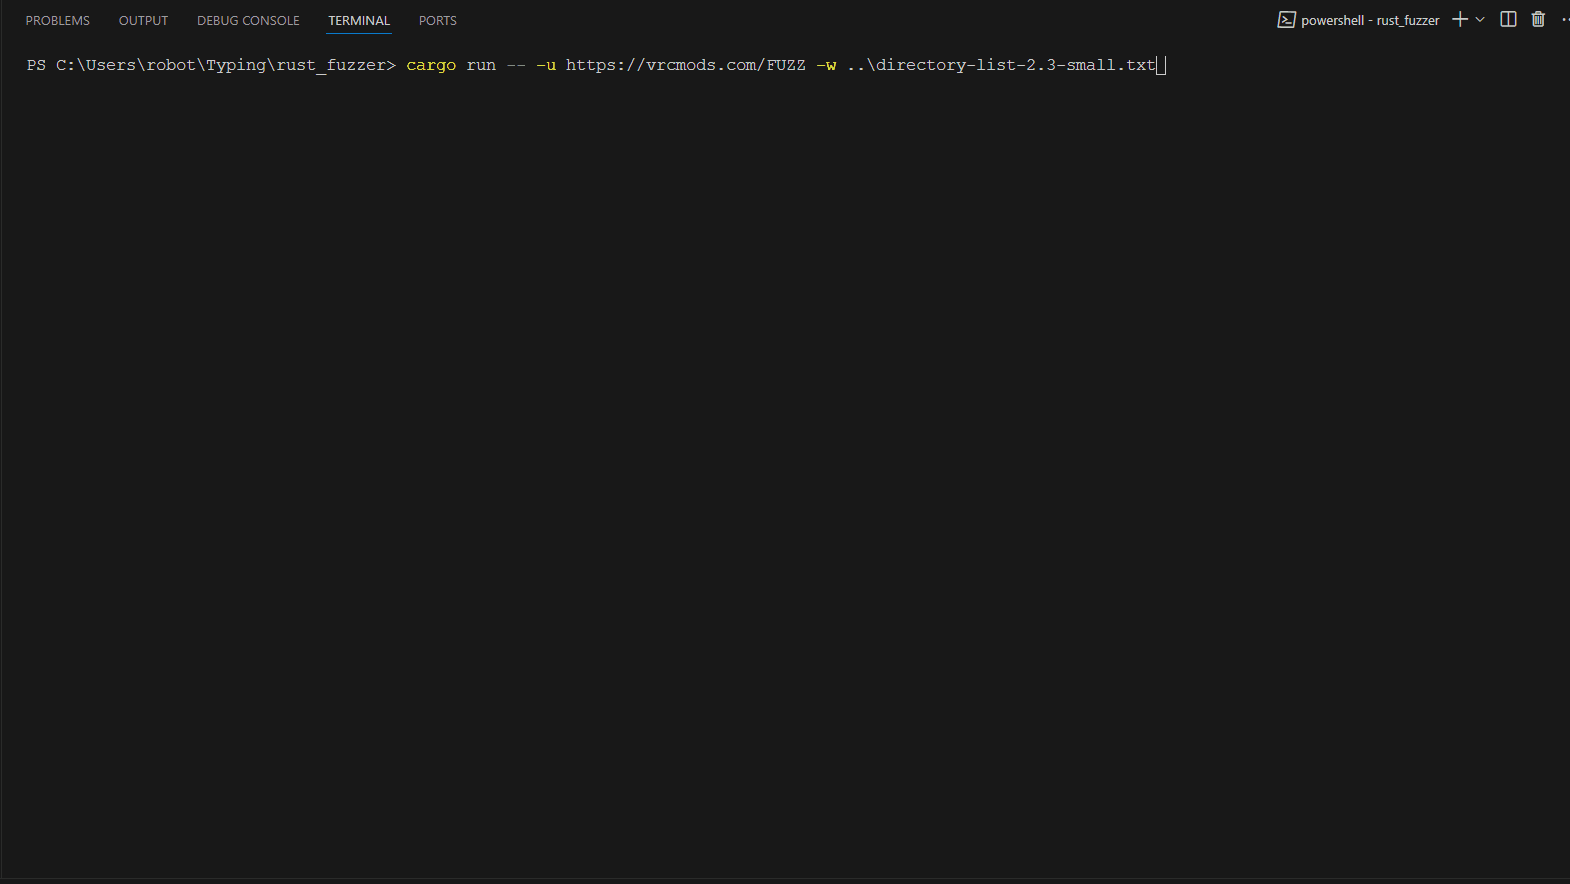 PROBLEMS OUTPUT DEBUG CONSOLE TERMINAL PORTS powershell - rust_fuzzer
PS C:\Users\robot\Typing\rust_fuzzer> cargo run -- -u https://vrcmods.com/FUZZ -w ..\directory-list-2.3-small.txt